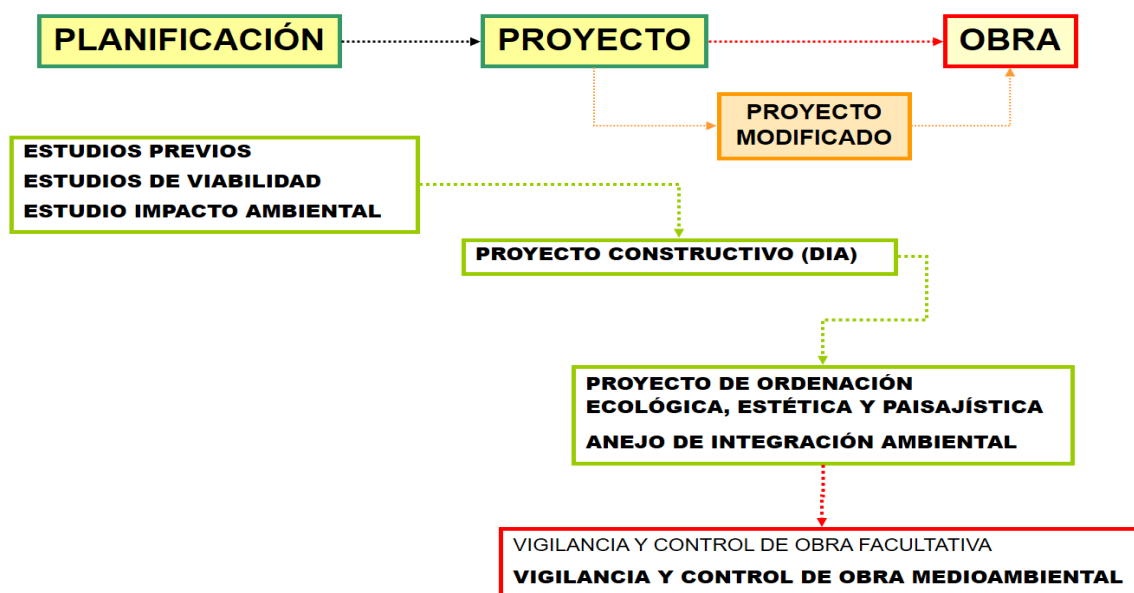 PLANIFICACIÓN
PROYECTO
OBRA
PROYECTO
MODIFICADO
ESTUDIOS PREVIOS
ESTUDIOS DE VIABILIDAD
ESTUDIO IMPACTO AMBIENTAL
PROYECTO CONSTRUCTIVO (DIA)
PROYECTO DE ORDENACIÓN
ECOLÓGICA, ESTÉTICA Y PAISAJÍSTICA
ANEJO DE INTEGRACIÓN AMBIENTAL
VIGILANCIA Y CONTROL DE OBRA FACULTATIVA
VIGILANCIA Y CONTROL DE OBRA MEDIOAMBIENTAL